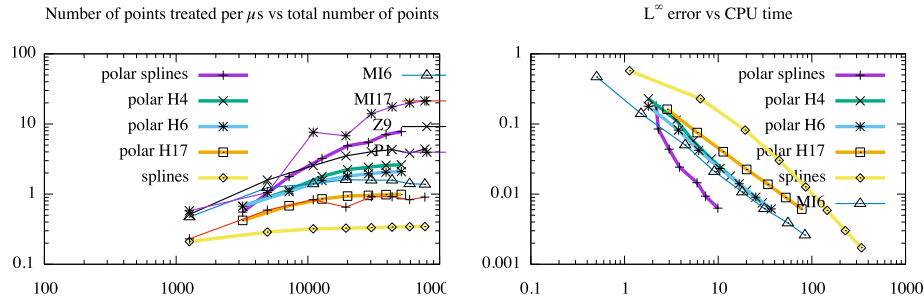 Number of points treated per μs vs total number of points
100
10
1
0.1
100
1000
10000
1000
polar splines
polar H4
polar H6
polar H17
splines
MI6
MI17
Z9
P1
L∞ error vs CPU time
1
0.1
0.01
0.001
0.1
1
10
100
1000
polar splines
polar H4
polar H6
polar H17
splines
MI6